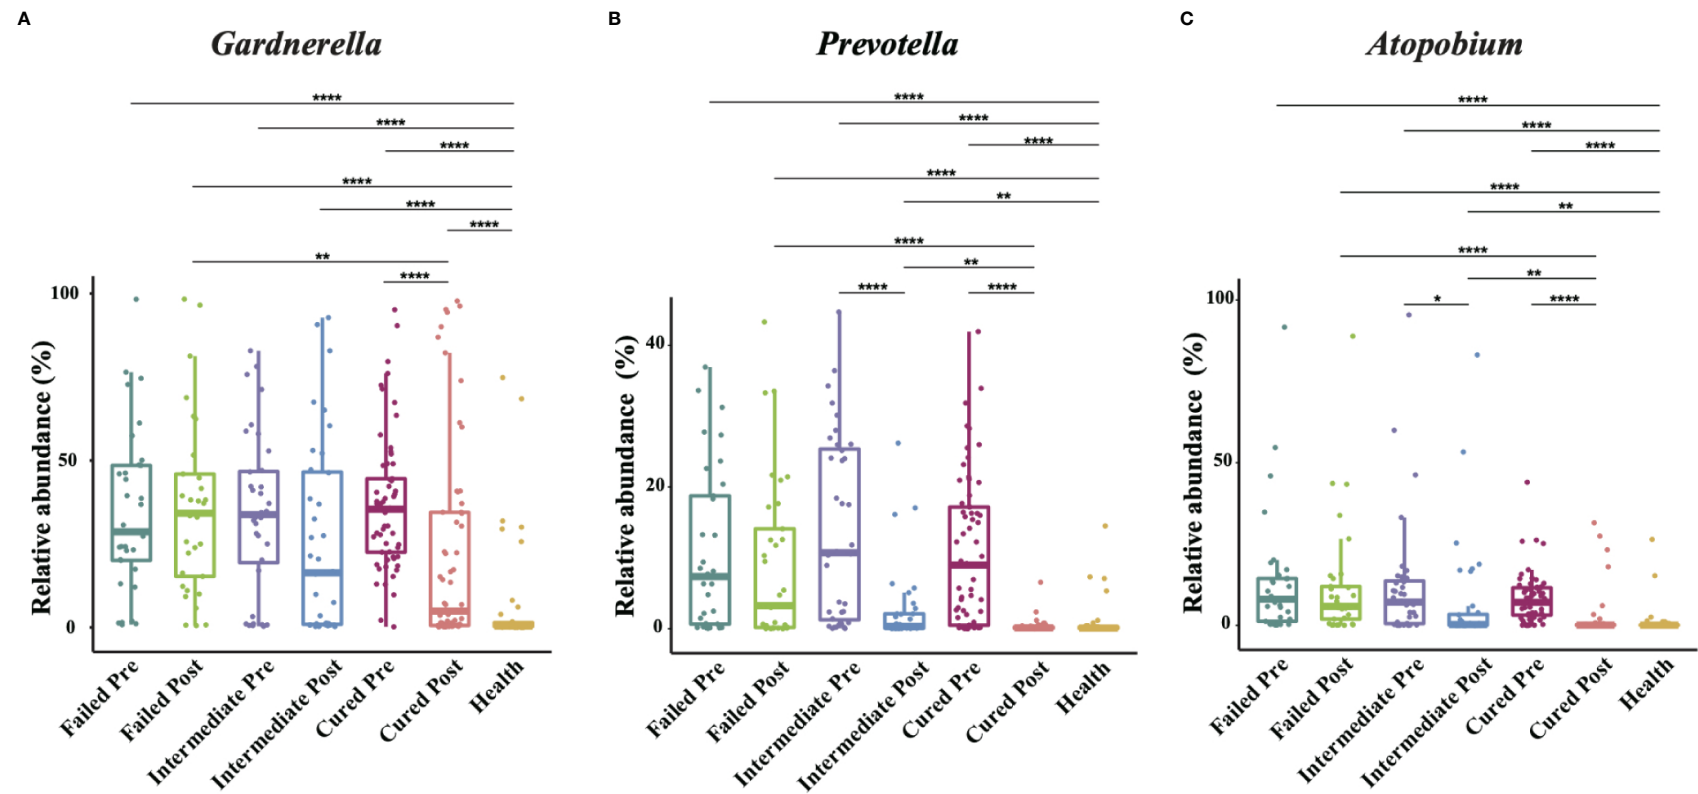 A
Gardnerella
****
****
****
****
****
****
**
****
100
50
0
Relative abundance (%)
Failed Pre
Failed Post
Intermediate Pre
Intermediate Post
Cured Pre
Cured Post
Health
B
Prevotella
****
****
****
****
**
****
**
****
****
40
20
0
Relative abundance (%)
Failed Pre
Failed Post
Intermediate Pre
Intermediate Post
Cured Pre
Cured Post
Health
C
Atopobium
****
****
****
****
**
****
**
*
****
100
50
0
Relative abundance (%)
Failed Pre
Failed Post
Intermediate Pre
Intermediate Post
Cured Pre
Cured Post
Health